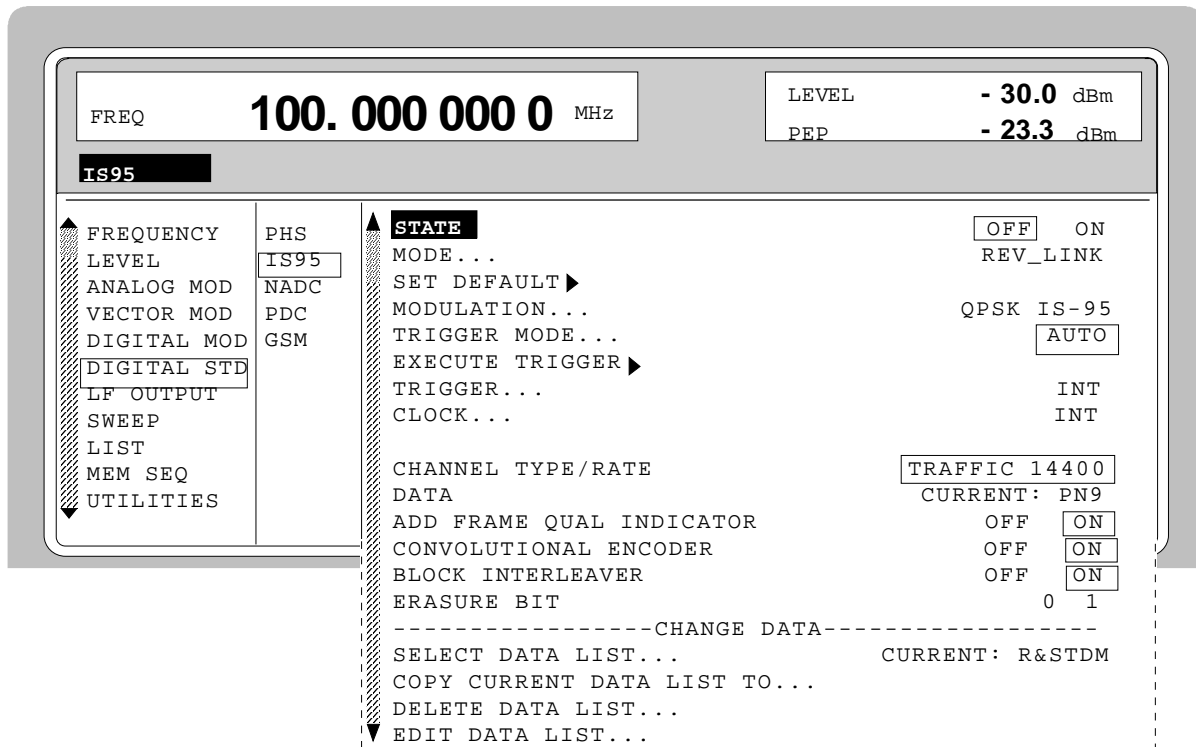 FREQ 100. 000 000 0 MHz
LEVEL - 30.0 dBm
PEP - 23.3 dBm
IS95
FREQUENCY
LEVEL
ANALOG MOD
VECTOR MOD
DIGITAL MOD
DIGITAL STD
LF OUTPUT
SWEEP
LIST
MEM SEQ
UTILITIES
PHS
IS95
NADC
PDC
GSM
STATE OFF ON
MODE... REV_LINK
SET DEFAULT
MODULATION... QPSK IS-95
TRIGGER MODE... AUTO
EXECUTE TRIGGER
TRIGGER... INT
CLOCK... INT
CHANNEL TYPE/RATE TRAFFIC 14400
DATA CURRENT: PN9
ADD FRAME QUAL INDICATOR OFF ON
CONVOLUTIONAL ENCODER OFF ON
BLOCK INTERLEAVER OFF ON
ERASURE BIT 0 1
-----------------CHANGE DATA------------------
SELECT DATA LIST... CURRENT: R&STDM
COPY CURRENT DATA LIST TO...
DELETE DATA LIST...
EDIT DATA LIST...